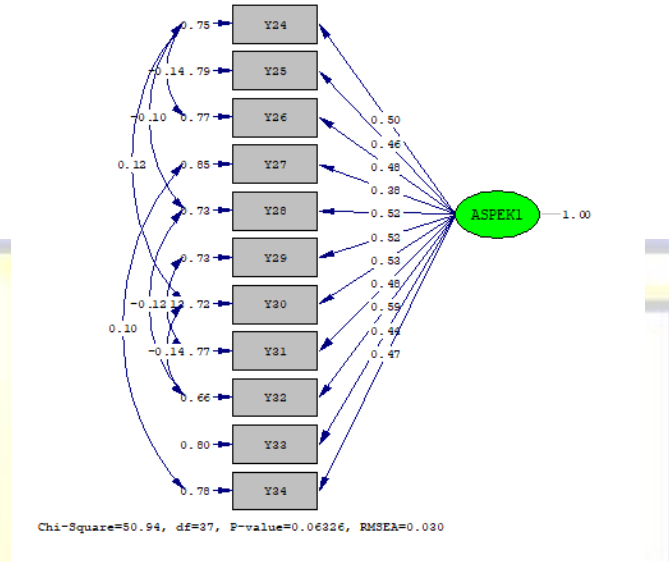 0.75 Y24
-0.14 .79 Y25
-0.10 0.77 Y26 0.50
0.46
0.12 0.85 Y27 0.48
0.38
0.73 Y28 0.52 ASPEK1 1.00
0.52
0.73 Y29 0.53
0.48
-0.12 0.72 Y30 0.59
0.10 0.44
-0.14 .77 Y31 0.47
0.66 Y32
0.80 Y33
0.78 Y34
Chi-Square=50.94, df=37, P-value=0.06326, RMSEA=0.030